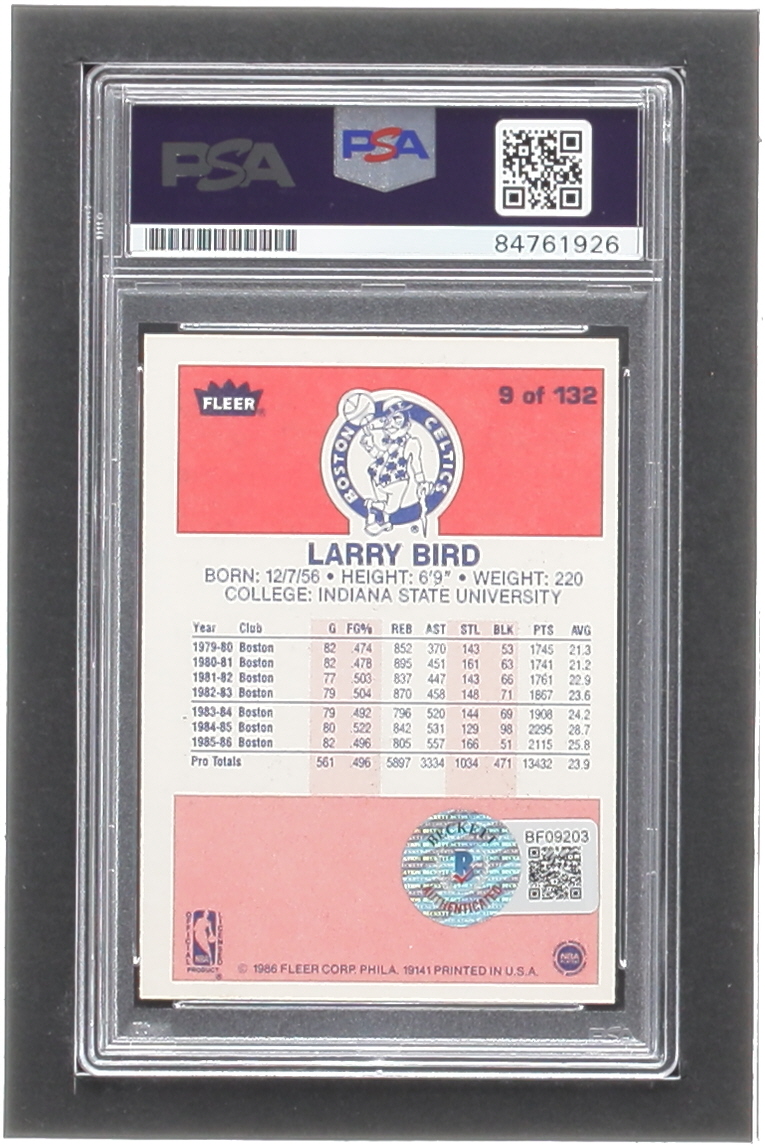 PSA PSA
84761926
FLEER®
9 of 132
BOSTON CELTICS
®
LARRY BIRD
BORN: 12/7/56 • HEIGHT: 6'9" • WEIGHT: 220
COLLEGE: INDIANA STATE UNIVERSITY
Year Club G FG% REB AST STL BLK PTS AVG
1979-80 Boston 82 .474 852 370 143 53 1745 21.3
1980-81 Boston 82 .478 895 451 161 63 1741 21.2
1981-82 Boston 77 .503 837 447 143 66 1761 22.9
1982-83 Boston 79 .504 870 458 148 71 1867 23.6
1983-84 Boston 79 .492 796 520 144 69 1908 24.2
1984-85 Boston 80 .522 842 531 129 98 2295 28.7
1985-86 Boston 82 .496 805 557 166 51 2115 25.8
Pro Totals 561 .496 5897 3334 1034 471 13432 23.9
BECKETT
B
AUTHENTICATED
BF09203
OFFICIAL LICENSED
NBA
PRODUCT ®
© 1986 FLEER CORP. PHILA. 19141 PRINTED IN U.S.A.
NBA
PSA